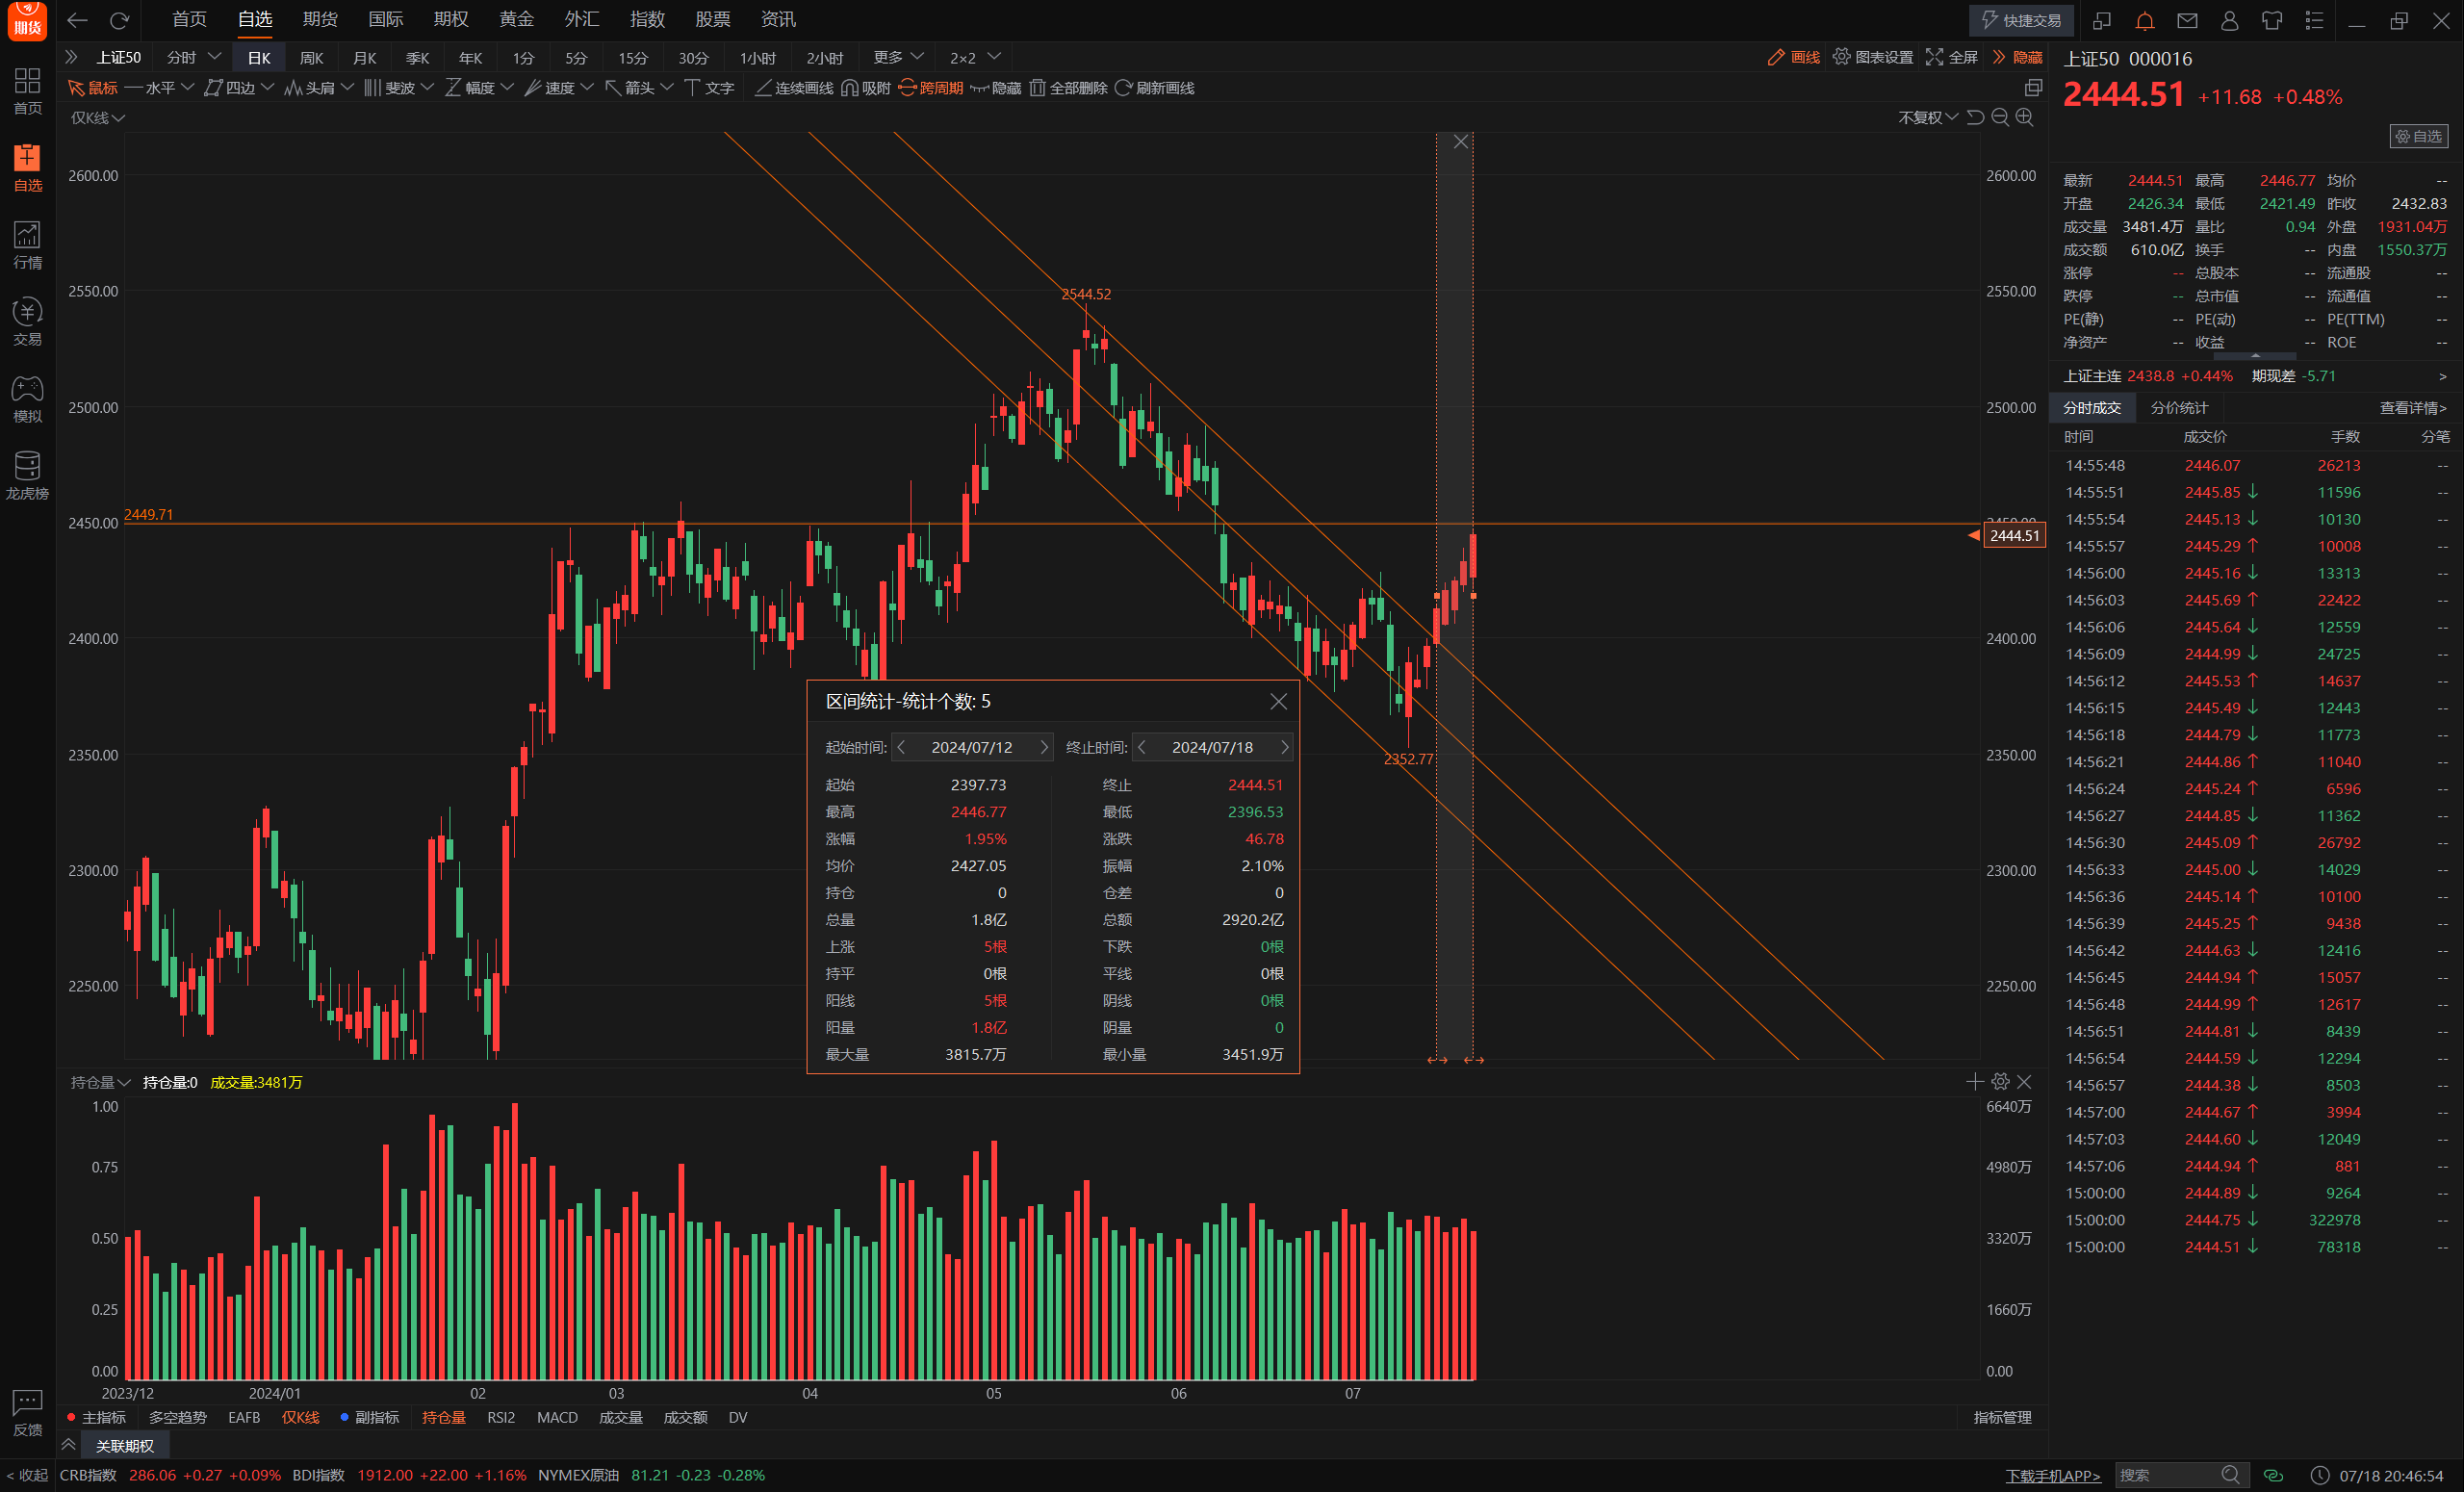 期货
首页 自选 期货 国际 期权 黄金 外汇 指数 股票 资讯 快捷交易
上证50 分时 日K 周K 月K 季K 年K 1分 5分 15分 30分 1小时 2小时 更多 2×2 画线 图表设置 全屏 隐藏
鼠标 水平 四边 头肩 斐波 幅度 速度 箭头 文字 连续画线 吸附 跨周期 隐藏 全部删除 刷新画线
仅K线 不复权
首页
自选
行情
交易
模拟
龙虎榜
反馈
< 收起
2600.00 2600.00
2550.00 2544.52 2550.00
2500.00 2500.00
2450.00 2449.71 2450.00
2444.51
2400.00 2400.00
2350.00 2352.77 2350.00
2300.00 2300.00
2250.00 2250.00
区间统计-统计个数: 5
起始时间: 2024/07/12 终止时间: 2024/07/18
起始 2397.73 终止 2444.51
最高 2446.77 最低 2396.53
涨幅 1.95% 涨跌 46.78
均价 2427.05 振幅 2.10%
持仓 0 仓差 0
总量 1.8亿 总额 2920.2亿
上涨 5根 下跌 0根
持平 0根 平线 0根
阳线 5根 阴线 0根
阳量 1.8亿 阴量 0
最大量 3815.7万 最小量 3451.9万
持仓量 持仓量:0 成交量:3481万
1.00 6640万
0.75 4980万
0.50 3320万
0.25 1660万
0.00 0.00
2023/12 2024/01 02 03 04 05 06 07
主指标 多空趋势 EAFB 仅K线 副指标 持仓量 RSI2 MACD 成交量 成交额 DV 指标管理
关联期权
CRB指数 286.06 +0.27 +0.09% BDI指数 1912.00 +22.00 +1.16% NYMEX原油 81.21 -0.23 -0.28% 下载手机APP> 搜索 07/18 20:46:54
上证50 000016
2444.51 +11.68 +0.48%
自选
最新 2444.51 最高 2446.77 均价 --
开盘 2426.34 最低 2421.49 昨收 2432.83
成交量 3481.4万 量比 0.94 外盘 1931.04万
成交额 610.0亿 换手 -- 内盘 1550.37万
涨停 -- 总股本 -- 流通股 --
跌停 -- 总市值 -- 流通值 --
PE(静) -- PE(动) -- PE(TTM) --
净资产 -- 收益 -- ROE --
上证主连 2438.8 +0.44% 期现差 -5.71 >
分时成交 分价统计 查看详情>
时间 成交价 手数 分笔
14:55:48 2446.07 26213 --
14:55:51 2445.85 ↓ 11596 --
14:55:54 2445.13 ↓ 10130 --
14:55:57 2445.29 ↑ 10008 --
14:56:00 2445.16 ↓ 13313 --
14:56:03 2445.69 ↑ 22422 --
14:56:06 2445.64 ↓ 12559 --
14:56:09 2444.99 ↓ 24725 --
14:56:12 2445.53 ↑ 14637 --
14:56:15 2445.49 ↓ 12443 --
14:56:18 2444.79 ↓ 11773 --
14:56:21 2444.86 ↑ 11040 --
14:56:24 2445.24 ↑ 6596 --
14:56:27 2444.85 ↓ 11362 --
14:56:30 2445.09 ↑ 26792 --
14:56:33 2445.00 ↓ 14029 --
14:56:36 2445.14 ↑ 10100 --
14:56:39 2445.25 ↑ 9438 --
14:56:42 2444.63 ↓ 12416 --
14:56:45 2444.94 ↑ 15057 --
14:56:48 2444.99 ↑ 12617 --
14:56:51 2444.81 ↓ 8439 --
14:56:54 2444.59 ↓ 12294 --
14:56:57 2444.38 ↓ 8503 --
14:57:00 2444.67 ↑ 3994 --
14:57:03 2444.60 ↓ 12049 --
14:57:06 2444.94 ↑ 881 --
15:00:00 2444.89 ↓ 9264 --
15:00:00 2444.75 ↓ 322978 --
15:00:00 2444.51 ↓ 78318 --